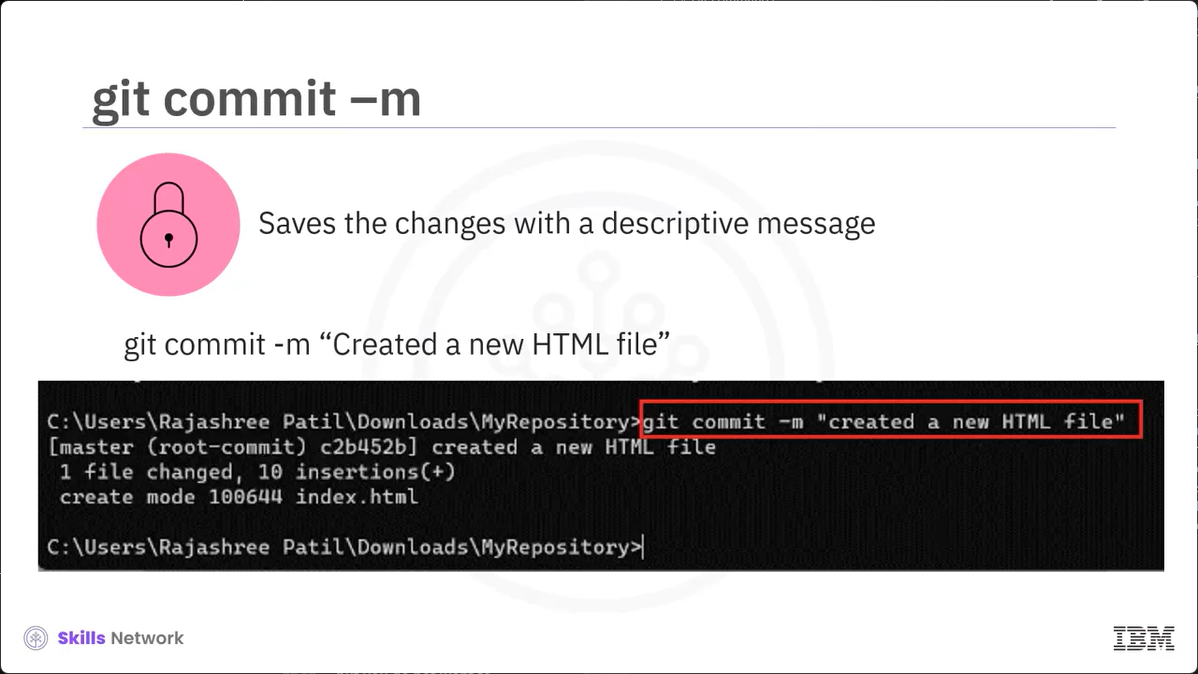 git commit –m
Saves the changes with a descriptive message
git commit -m “Created a new HTML file”
C:\Users\Rajashree Patil\Downloads\MyRepository>git commit -m "created a new HTML file"
[master (root-commit) c2b452b] created a new HTML file
1 file changed, 10 insertions(+)
create mode 100644 index.html
C:\Users\Rajashree Patil\Downloads\MyRepository>
Skills Network
IBM